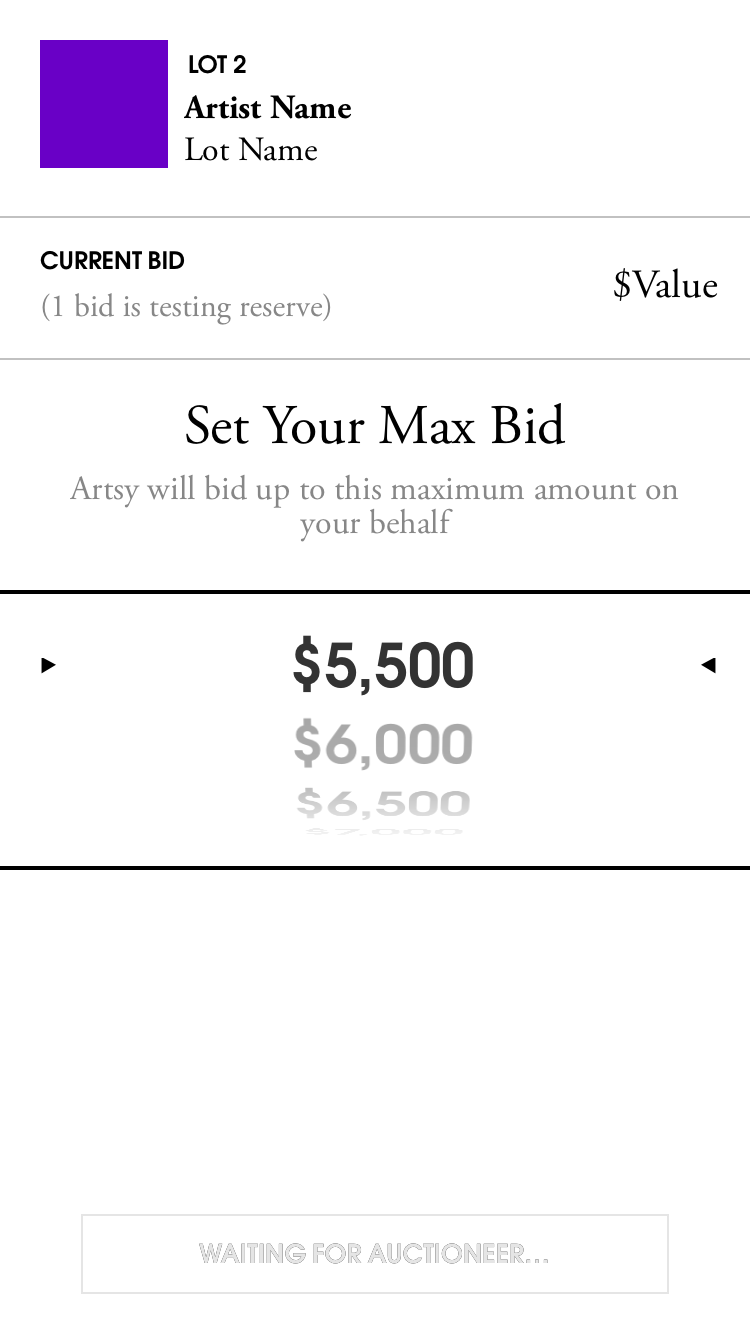 LOT 2
Artist Name
Lot Name
CURRENT BID
(1 bid is testing reserve)
$Value
Set Your Max Bid
Artsy will bid up to this maximum amount on
your behalf
$5,500
$6,000
$6,500
$7,000
WAITING FOR AUCTIONEER...